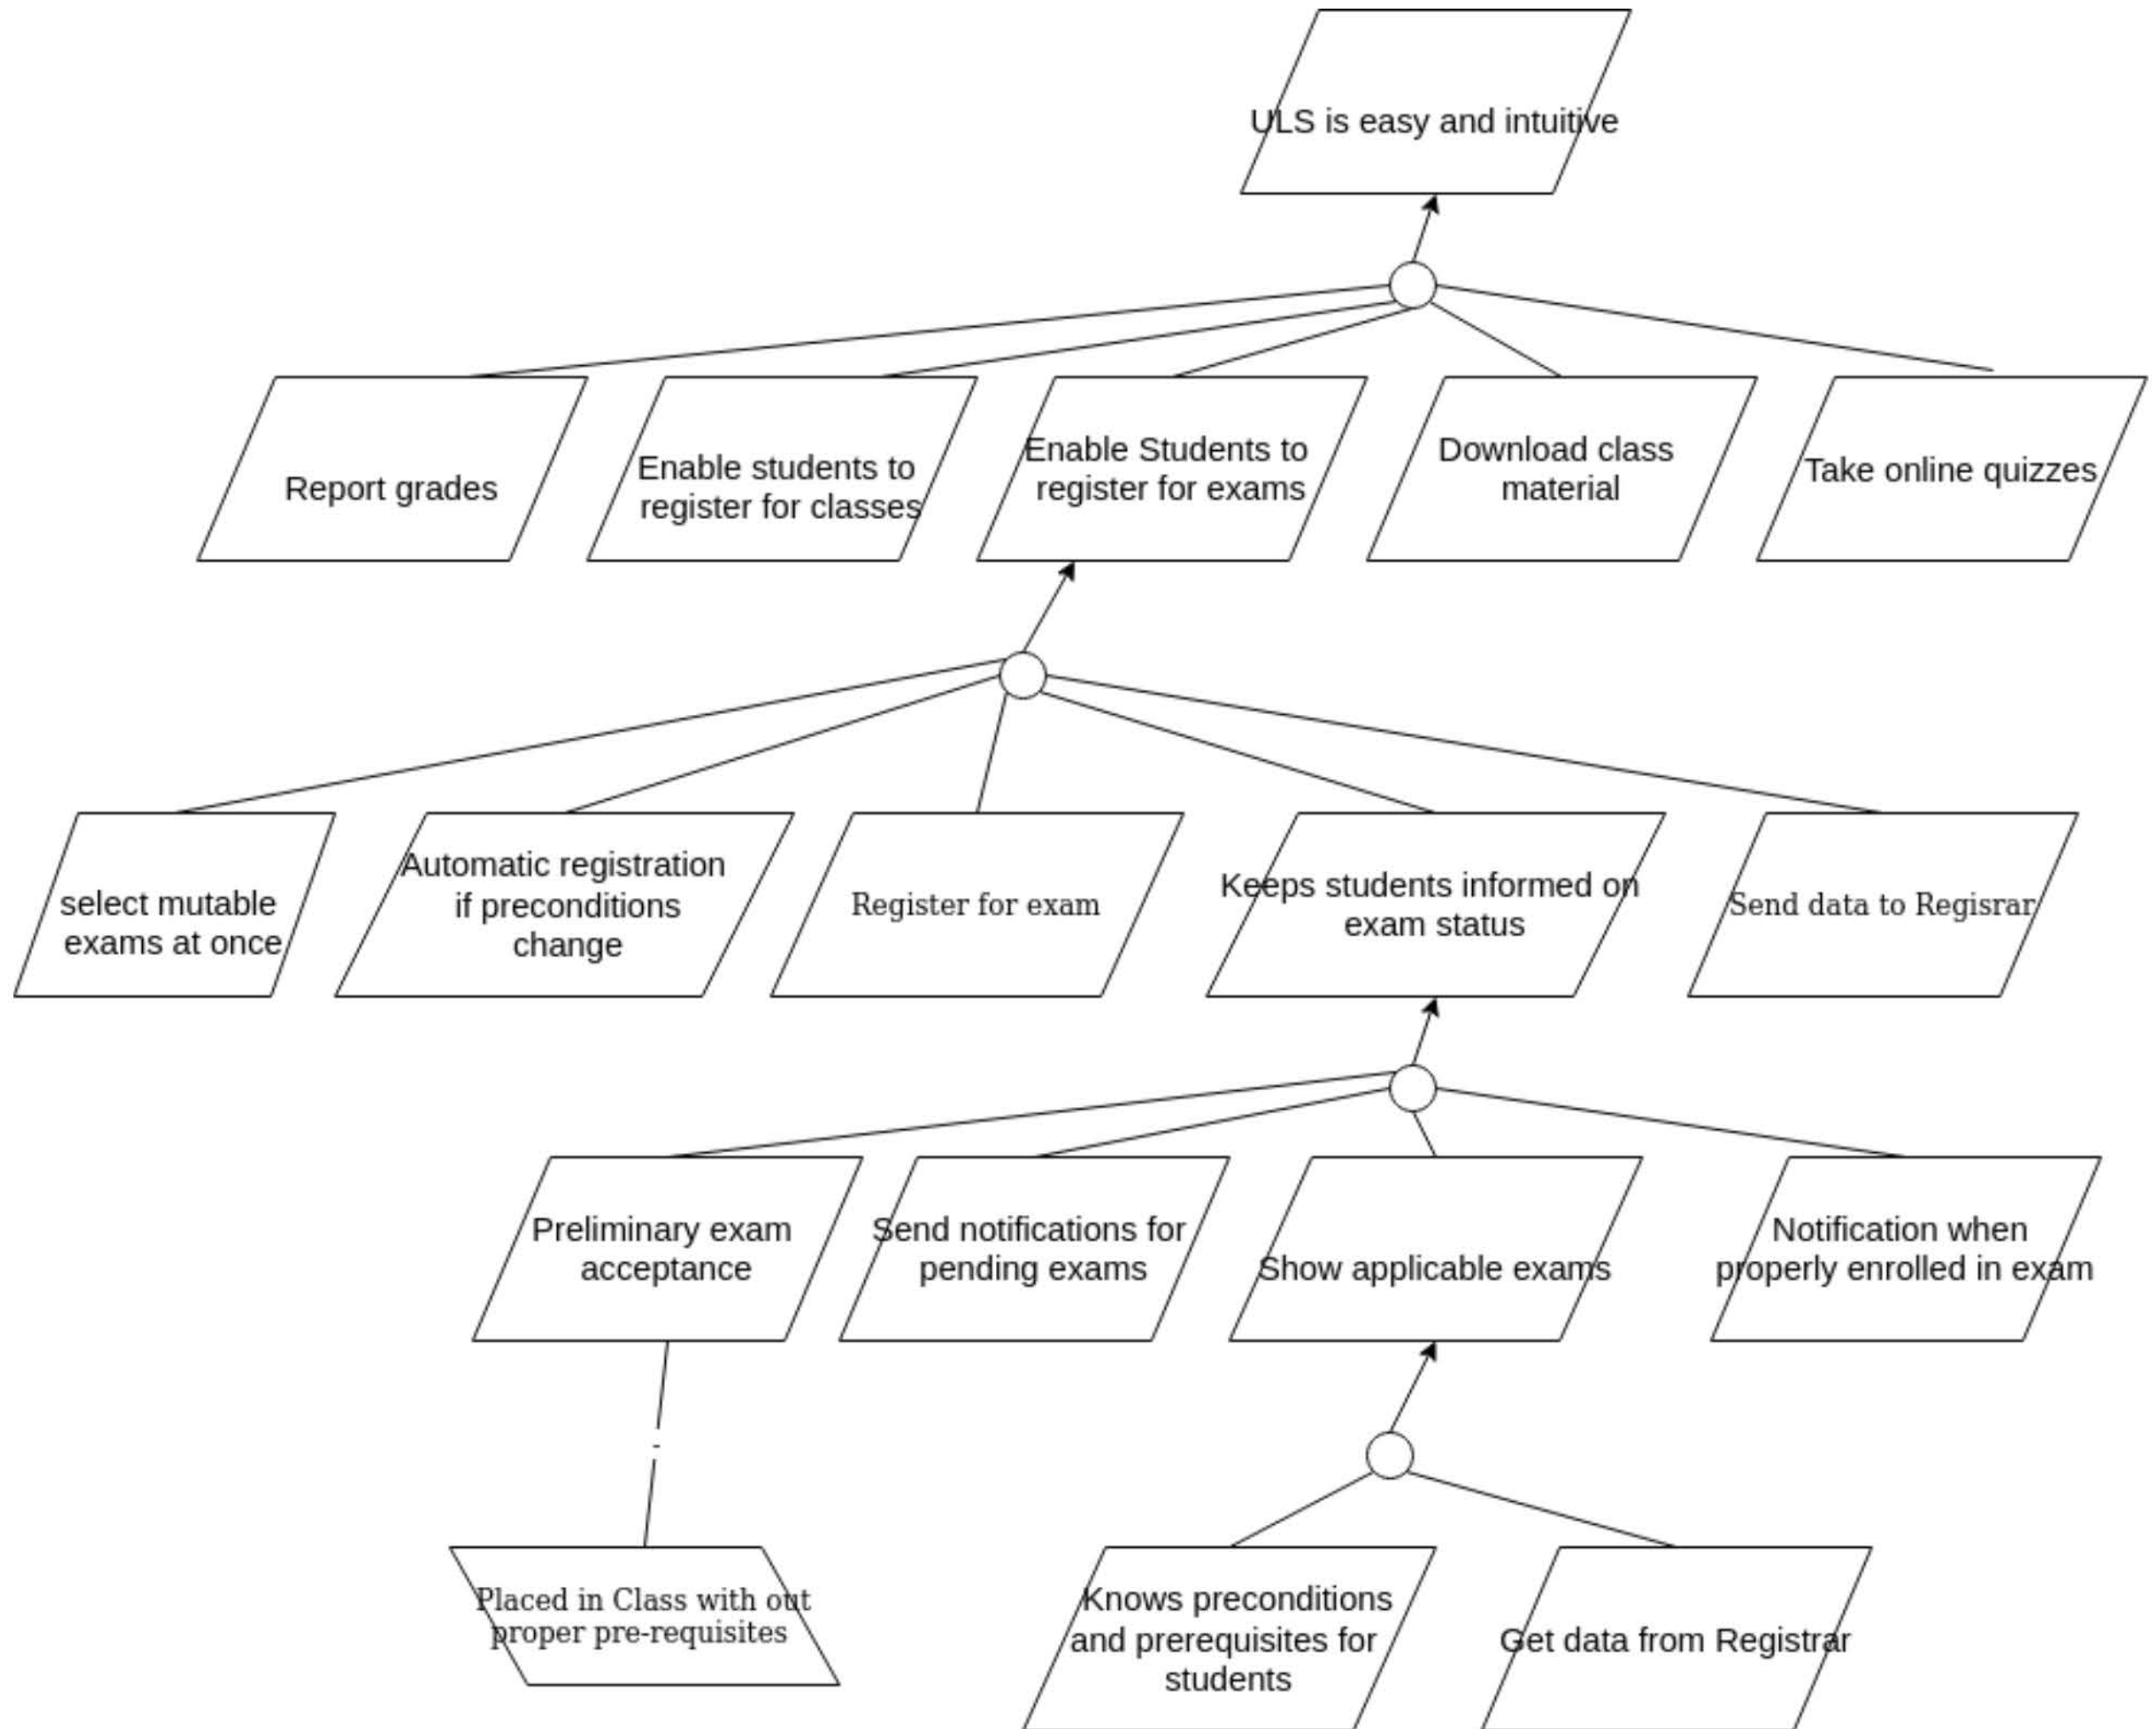 ULS is easy and intuitive
Report grades
Enable students to
register for classes
Enable Students to
register for exams
Download class
material
Take online quizzes
select mutable
exams at once
Automatic registration
if preconditions
change
Register for exam
Keeps students informed on
exam status
Send data to Regisrar
Preliminary exam
acceptance
Send notifications for
pending exams
Show applicable exams
Notification when
properly enrolled in exam
-
Placed in Class with out
proper pre-requisites
Knows preconditions
and prerequisites for
students
Get data from Registrar